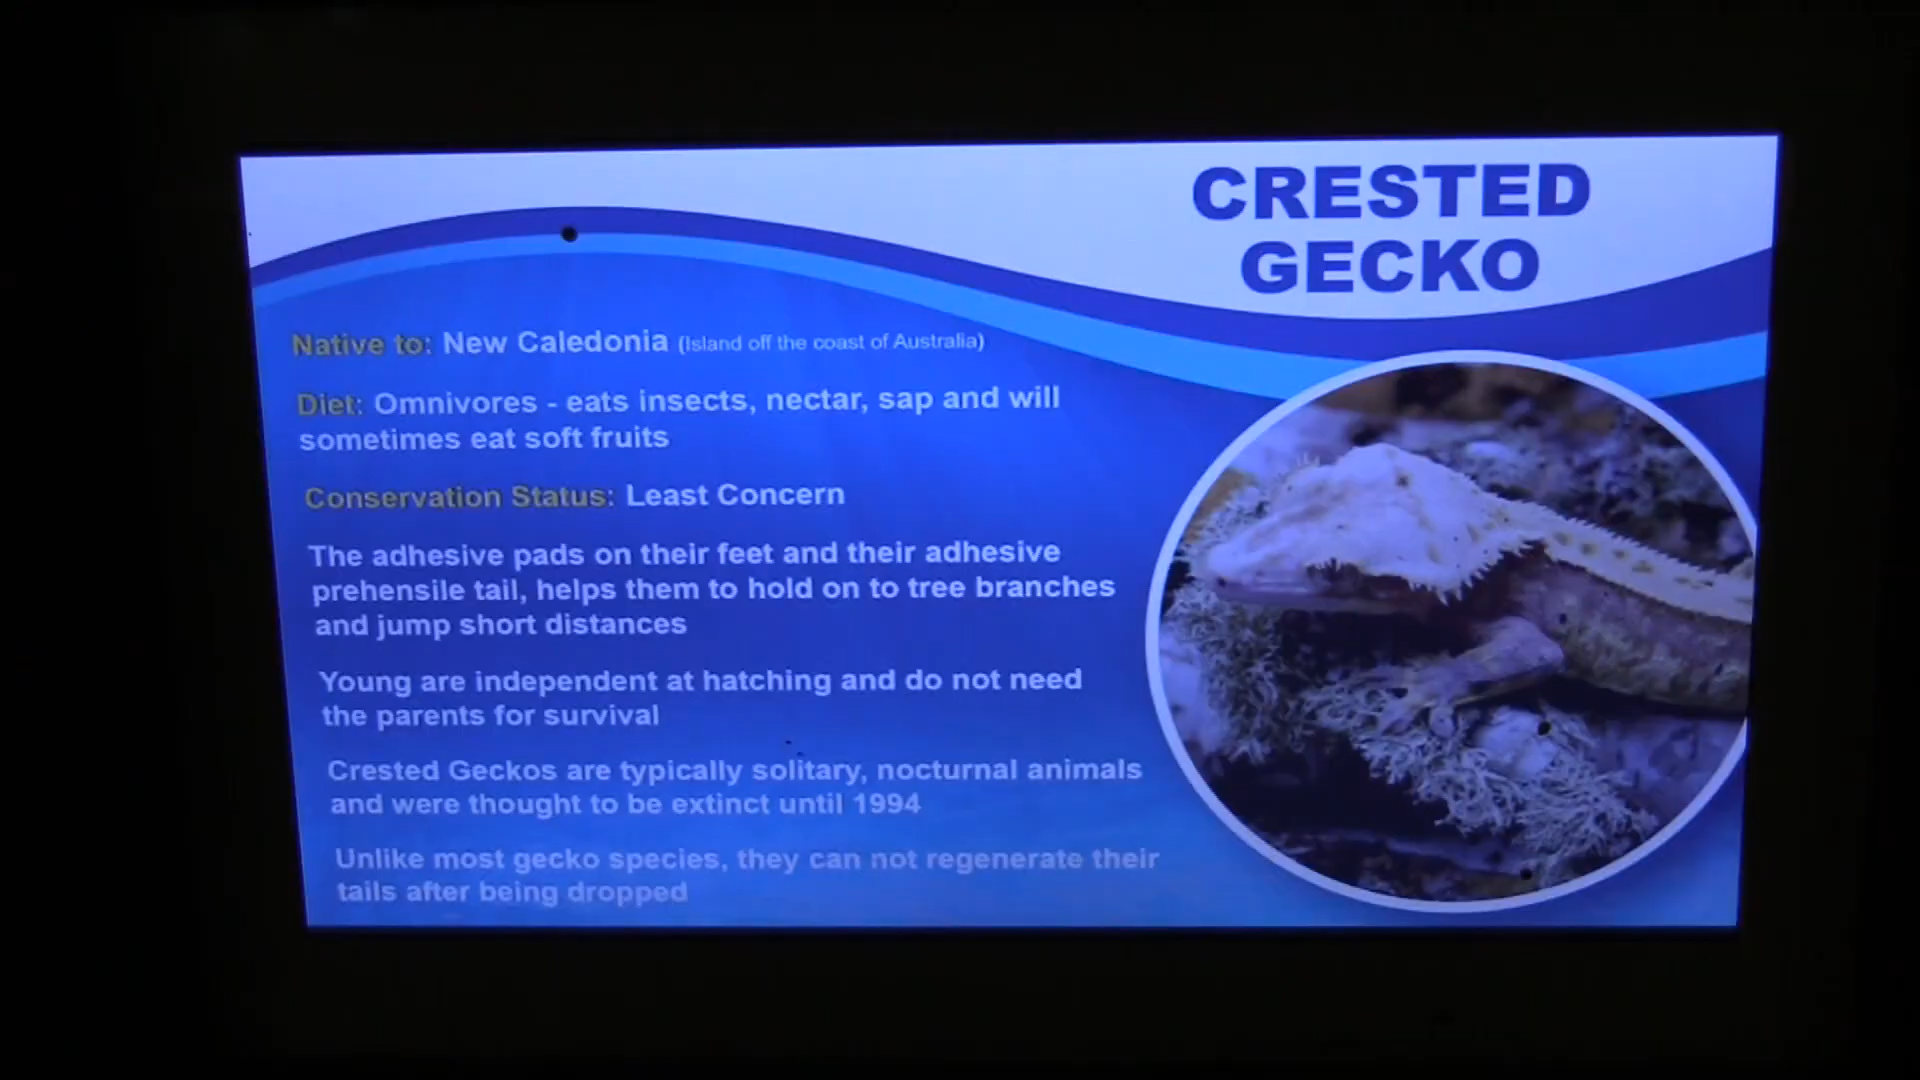 CRESTED
GECKO
Native to: New Caledonia (Island off the coast of Australia)
Diet: Omnivores - eats insects, nectar, sap and will
sometimes eat soft fruits
Conservation Status: Least Concern
The adhesive pads on their feet and their adhesive
prehensile tail, helps them to hold on to tree branches
and jump short distances
Young are independent at hatching and do not need
the parents for survival
Crested Geckos are typically solitary, nocturnal animals
and were thought to be extinct until 1994
Unlike most gecko species, they can not regenerate their
tails after being dropped